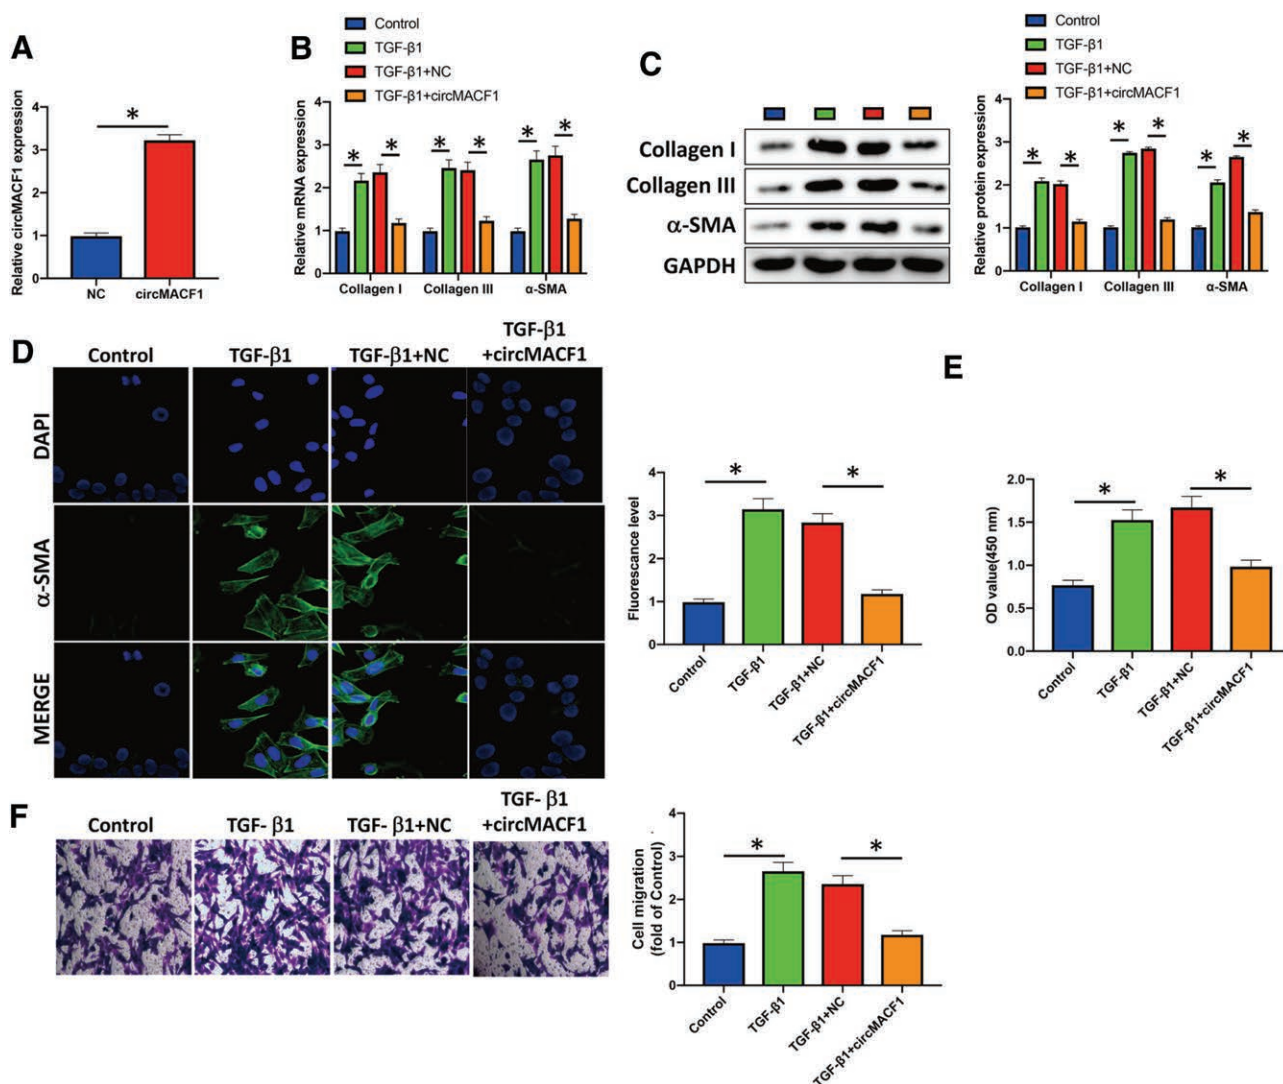 A
Relative circMACF1 expression
4
3
2
1
0
*
NC
circMACF1
B
Control
TGF-β1
TGF-β1+NC
TGF-β1+circMACF1
Relative mRNA expression
4
3
2
1
0
* * * * * *
Collagen I
Collagen III
α-SMA
C
Collagen I
Collagen III
α-SMA
GAPDH
Control
TGF-β1
TGF-β1+NC
TGF-β1+circMACF1
Relative protein expression
4
3
2
1
0
* * * * * *
Collagen I
Collagen III
α-SMA
D
Control
TGF-β1
TGF-β1+NC
TGF-β1
+circMACF1
DAPI
α-SMA
MERGE
Fluorescance level
4
3
2
1
0
* *
Control
TGF-β1
TGF-β1+NC
TGF-β1+circMACF1
E
OD value(450 nm)
2.0
1.5
1.0
0.5
0.0
* *
Control
TGF-β1
TGF-β1+NC
TGF-β1+circMACF1
F
Control
TGF- β1
TGF- β1+NC
TGF- β1
+circMACF1
Cell migration
(fold of Control)
4
3
2
1
0
* *
Control
TGF-β1
TGF-β1+NC
TGF-β1+circMACF1